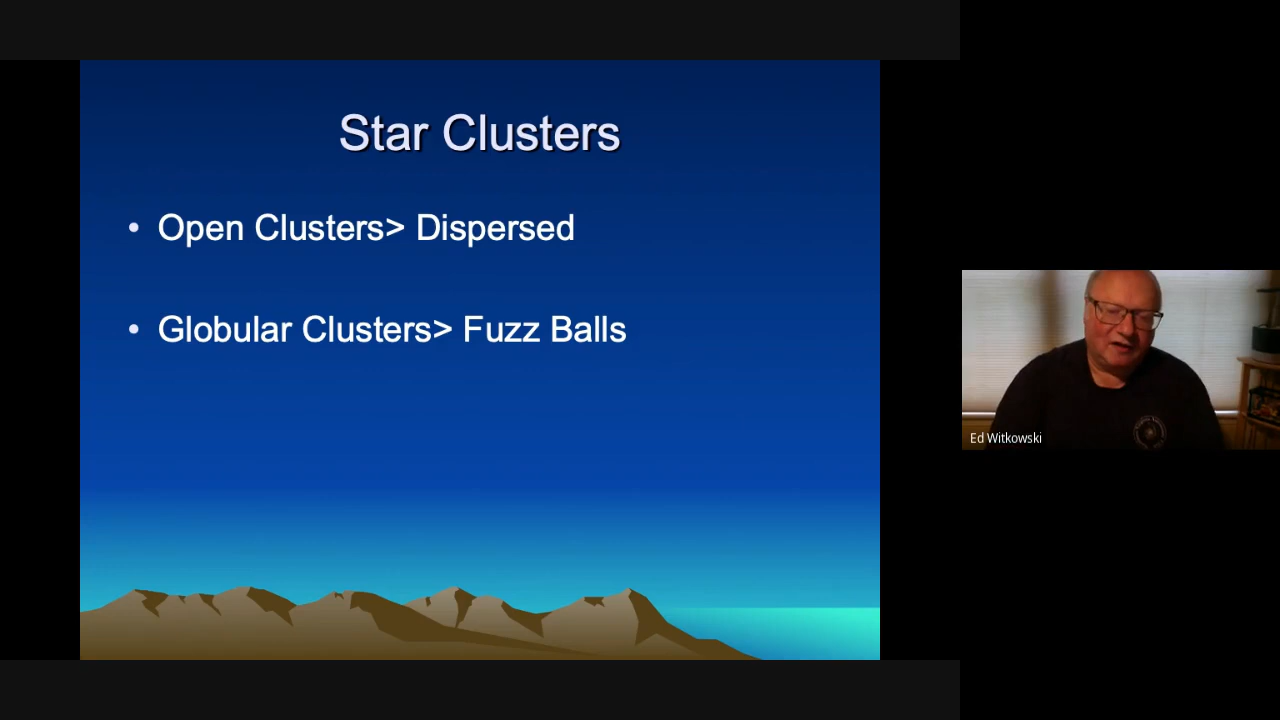 Star Clusters
• Open Clusters> Dispersed
• Globular Clusters> Fuzz Balls
Ed Witkowski